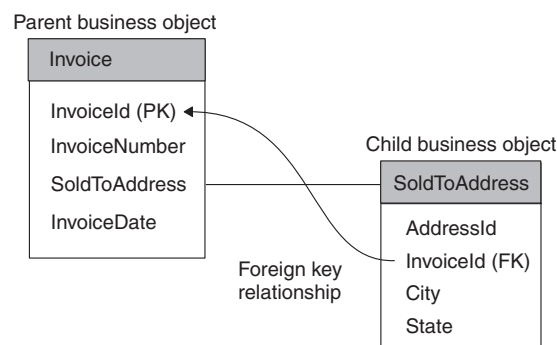 Parent business object
Invoice
InvoiceId (PK)
InvoiceNumber
SoldToAddress
InvoiceDate
Child business object
SoldToAddress
AddressId
InvoiceId (FK)
City
State
Foreign key
relationship